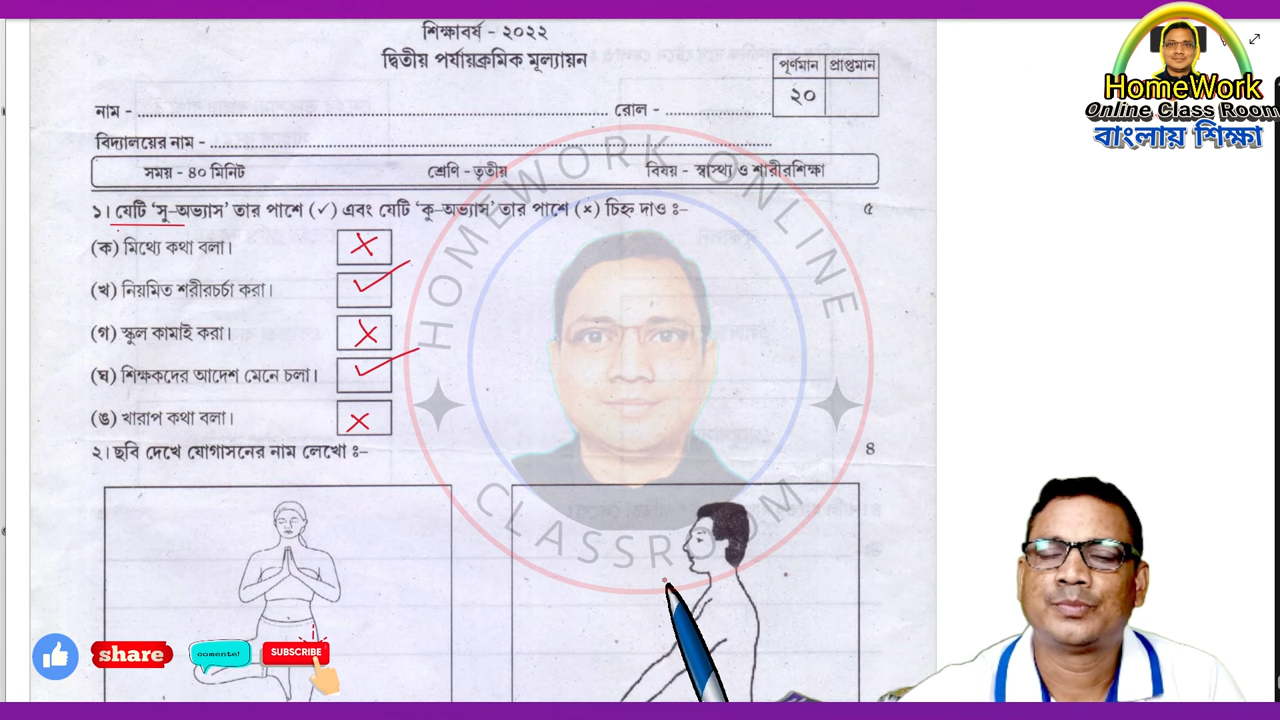 শিক্ষাবর্ষ - ২০২২
দ্বিতীয় পর্যায়ক্রমিক মূল্যায়ন
পূর্ণমান প্রাপ্তমান
২০
নাম - রোল -
বিদ্যালয়ের নাম -
সময় - ৪০ মিনিট শ্রেণি - তৃতীয় বিষয় - স্বাস্থ্য ও শারীরশিক্ষা
১। যেটি ‘সু-অভ্যাস’ তার পাশে (✓) এবং যেটি ‘কু-অভ্যাস’ তার পাশে (×) চিহ্ন দাও ঃ- ৫
(ক) মিথ্যে কথা বলা। ×
(খ) নিয়মিত শরীরচর্চা করা। ✓
(গ) স্কুল কামাই করা। ×
(ঘ) শিক্ষকদের আদেশ মেনে চলা। ✓
(ঙ) খারাপ কথা বলা। ×
২। ছবি দেখে যোগাসনের নাম লেখো ঃ- ৪
HOMEWORK ONLINE
CLASSROOM
HomeWork
Online Class Room
বাংলায় শিক্ষা
share
comente!
SUBSCRIBE